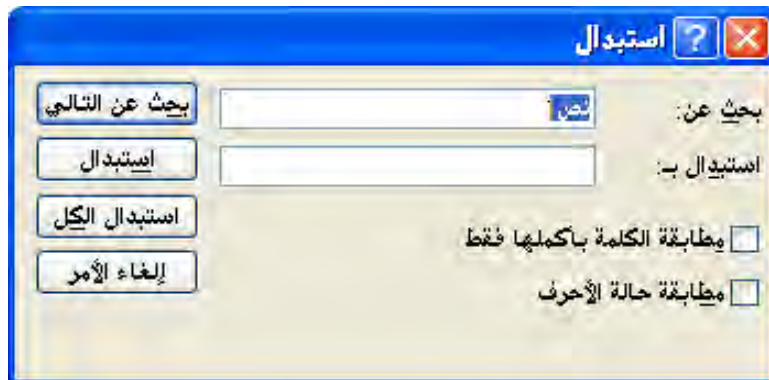 استبدال
بحث عن: نص
بحث عن التالي
استبدال بـ:
استبدال
استبدال الكل
مطابقة الكلمة بأكملها فقط
إلغاء الأمر
مطابقة حالة الأحرف